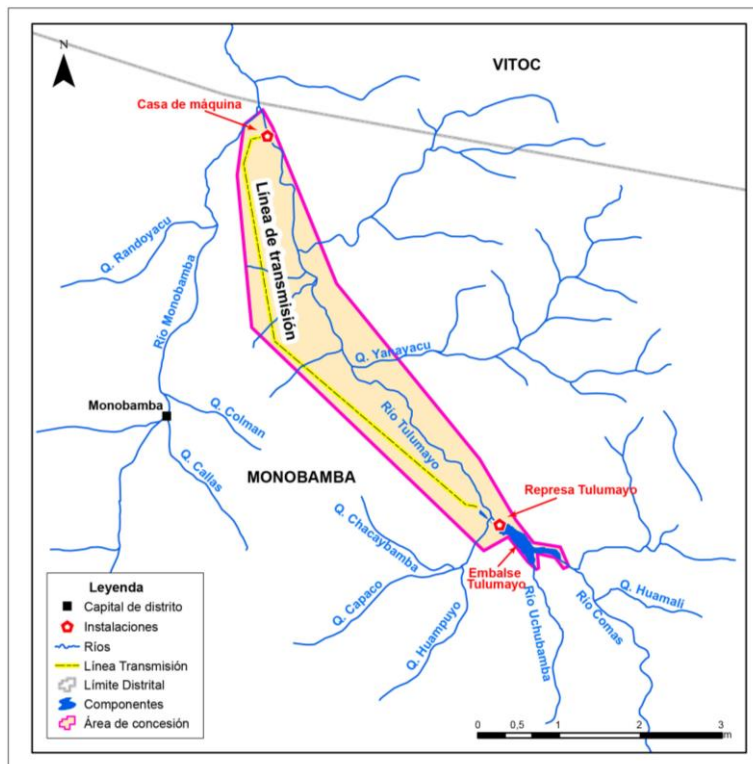 N
VITOC
Casa de máquina
Línea de transmisión
Q. Randoyacu
Río Monobamba
Q. Yanayacu
Monobamba
Q. Colman
Río Tulumayo
Q. Callas
MONOBAMBA
Represa Tulumayo
Q. Chacaybamba
Embalse
Tulumayo
Q. Capaco
Q. Huampuyo
Río Uchubamba
Río Comas
Q. Huamali
Leyenda
Capital de distrito
Instalaciones
Ríos
Línea Transmisión
Límite Distrital
Componentes
Área de concesión
0 0,5 1 2 3
m